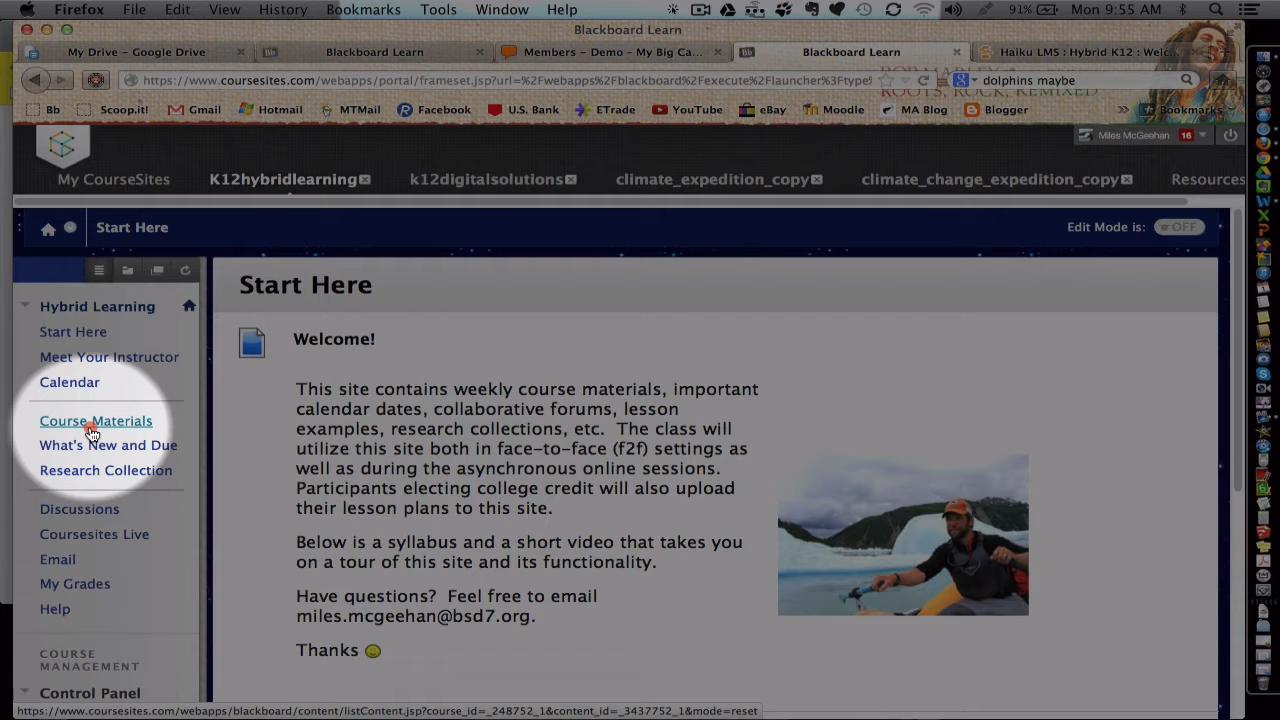 Firefox File Edit View History Bookmarks Tools Window Help 91% Mon 9:55 AM
Blackboard Learn
My Drive – Google Drive Blackboard Learn Members – Demo – My Big Ca... Blackboard Learn Haiku LMS : Hybrid K12 : Welc...
https://www.coursesites.com/webapps/portal/frameset.jsp?url=%2Fwebapps%2Fblackboard%2Fexecute%2Flauncher%3Ftype% dolphins maybe
ROOTS, ROCK, REMIXED
Bb Scoop.it! Gmail Hotmail MTMail Facebook U.S. Bank ETrade YouTube eBay Moodle MA Blog Blogger » Bookmarks
Miles McGeehan 16
My CourseSites K12hybridlearning k12digitalsolutions climate_expedition_copy climate_change_expedition_copy Resources
Start Here Edit Mode is: OFF
Hybrid Learning
Start Here
Meet Your Instructor
Calendar
Course Materials
What's New and Due
Research Collection
Discussions
Coursesites Live
Email
My Grades
Help
COURSE
MANAGEMENT
Control Panel
Start Here
Welcome!
This site contains weekly course materials, important
calendar dates, collaborative forums, lesson
examples, research collections, etc. The class will
utilize this site both in face-to-face (f2f) settings as
well as during the asynchronous online sessions.
Participants electing college credit will also upload
their lesson plans to this site.
Below is a syllabus and a short video that takes you
on a tour of this site and its functionality.
Have questions? Feel free to email
miles.mcgeehan@bsd7.org.
Thanks
https://www.coursesites.com/webapps/blackboard/content/listContent.jsp?course_id=_248752_1&content_id=_3437752_1&mode=reset